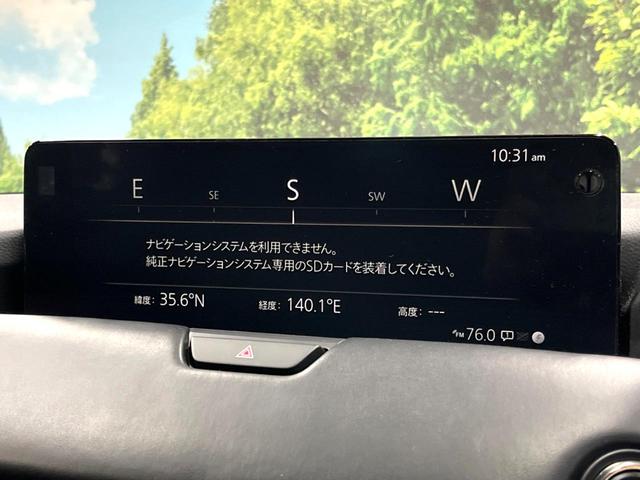 10:31 am
E SE S SW W
ナビゲーションシステムを利用できません。
純正ナビゲーションシステム専用のSDカードを装着してください。
緯度: 35.6°N 経度: 140.1°E 高度: ---
FM 76.0